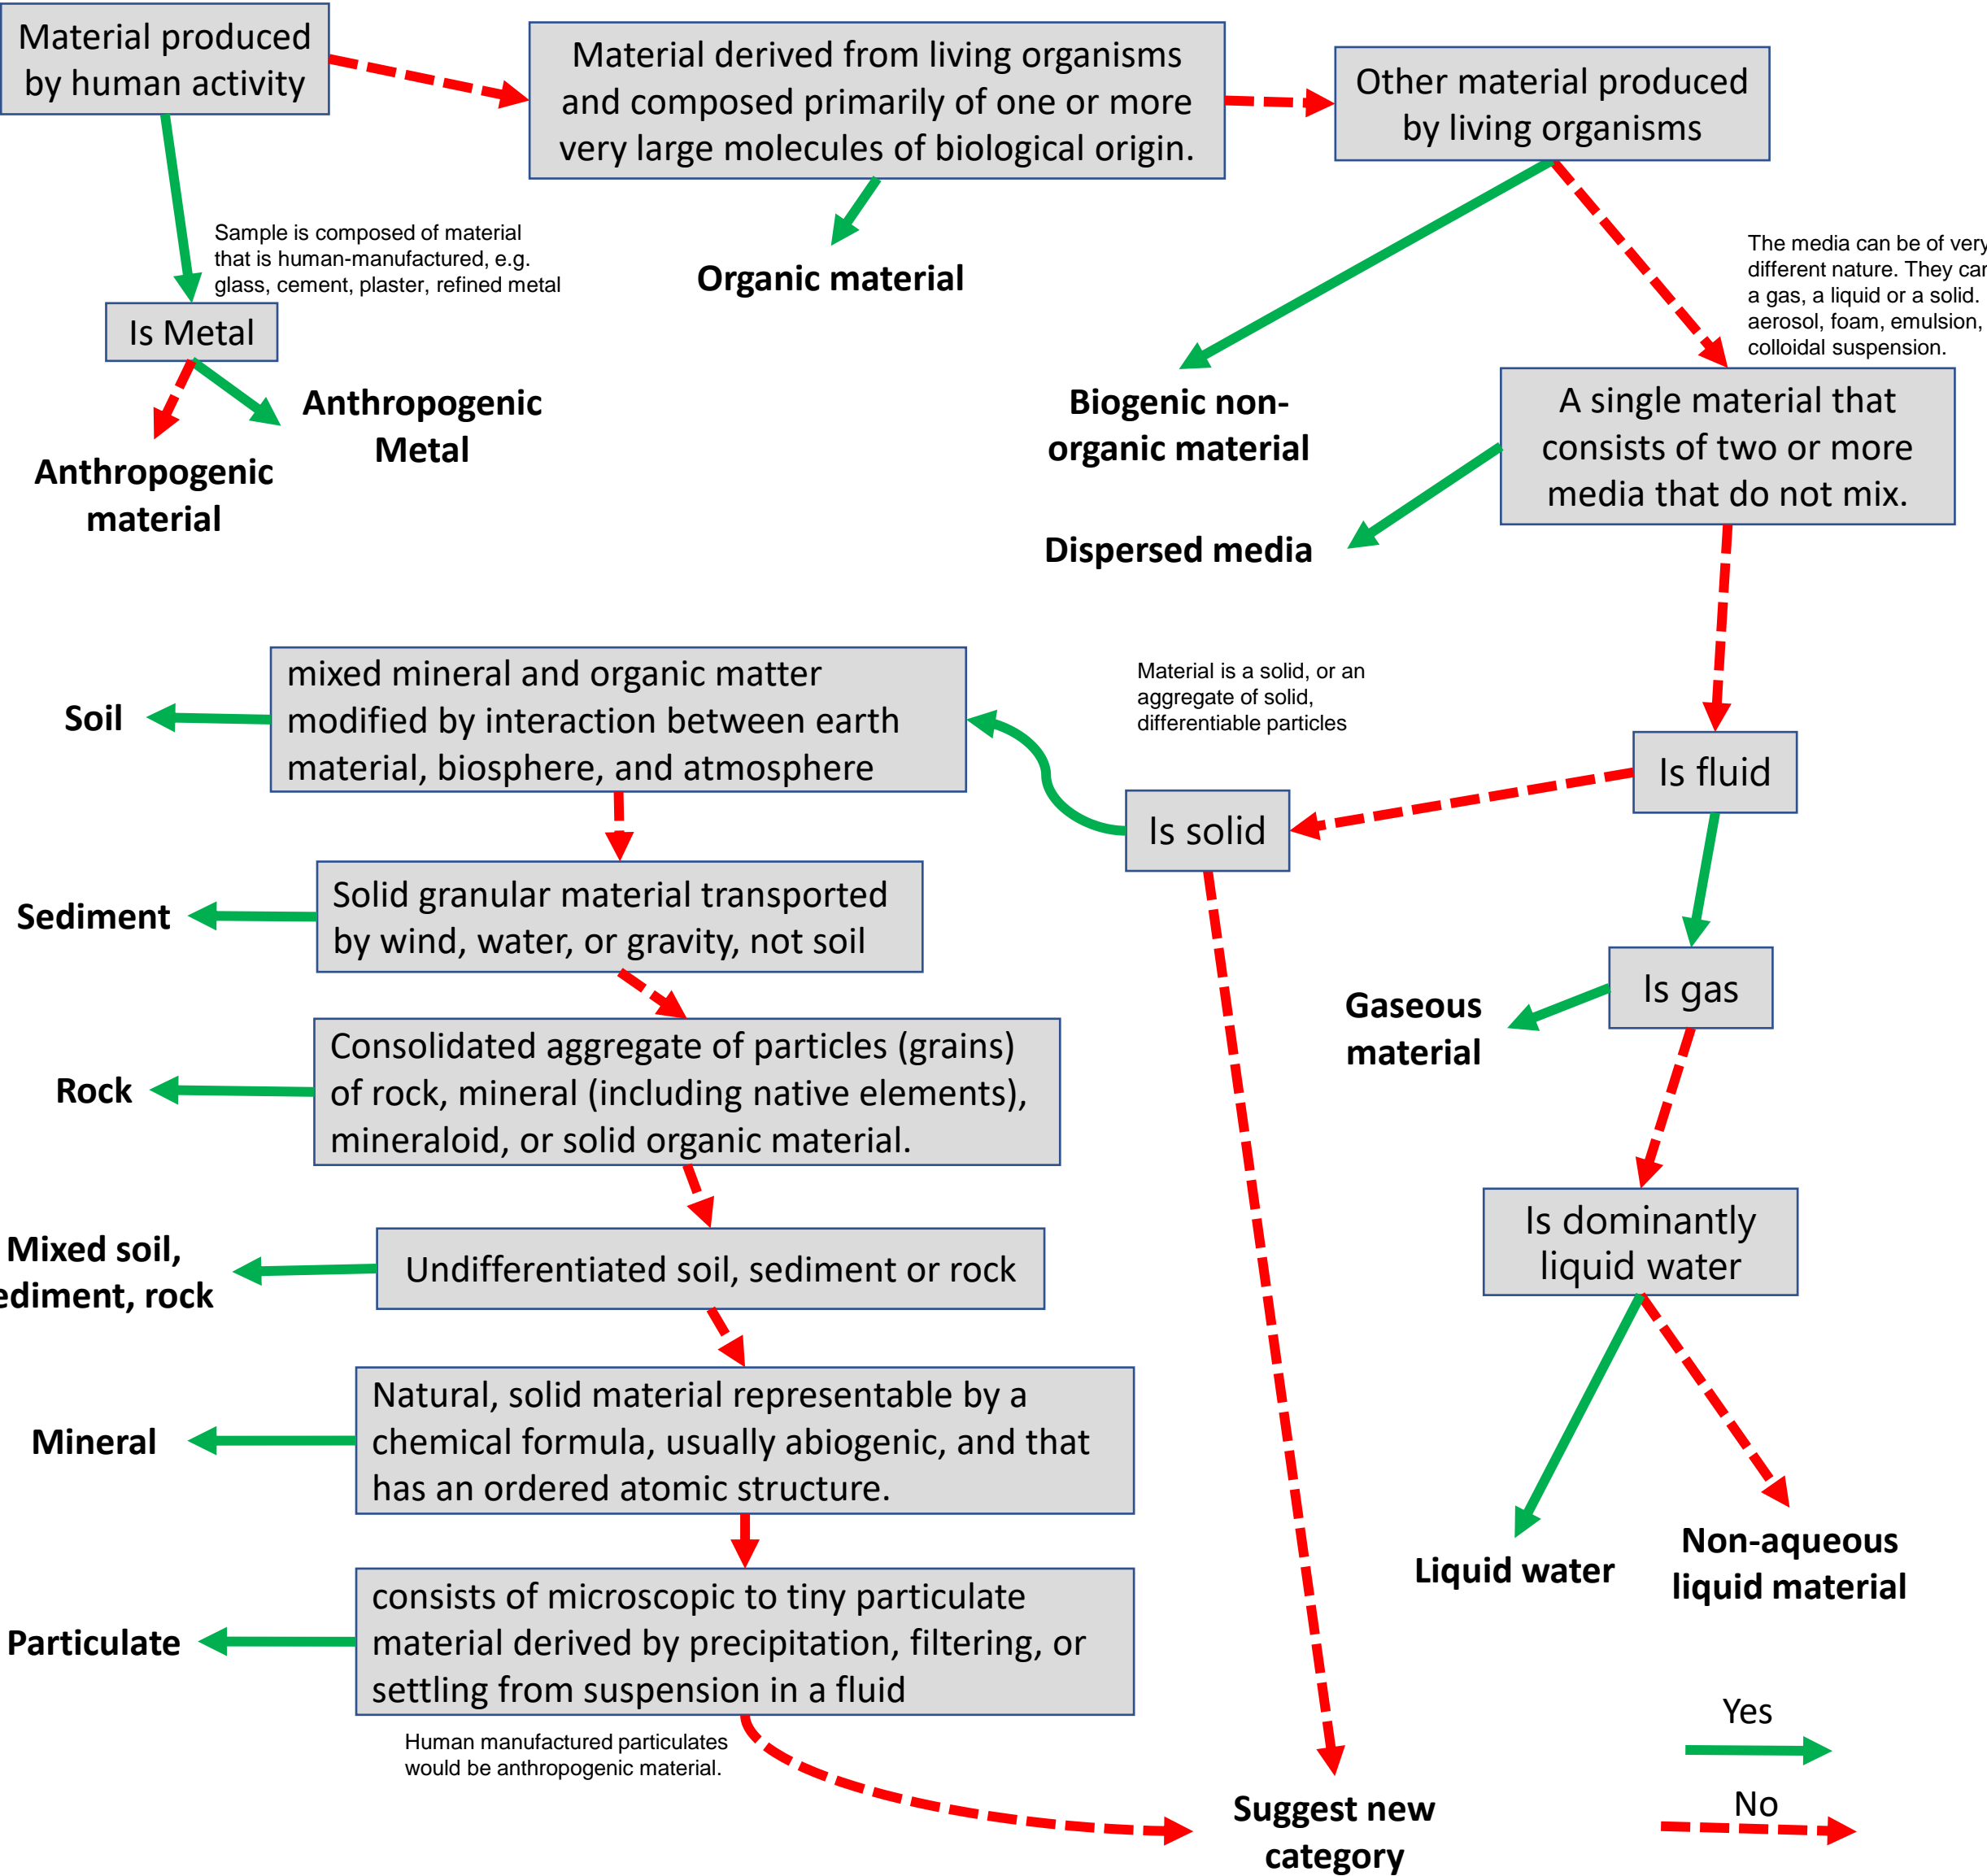 Material produced
by human activity
Material derived from living organisms
and composed primarily of one or more
very large molecules of biological origin.
Other material produced
by living organisms
Sample is composed of material
that is human-manufactured, e.g.
glass, cement, plaster, refined metal
Is Metal
Organic material
The media can be of very
different nature. They can
a gas, a liquid or a solid.
aerosol, foam, emulsion,
colloidal suspension.
Anthropogenic
Metal
Anthropogenic
material
Biogenic non-
organic material
A single material that
consists of two or more
media that do not mix.
Dispersed media
Soil
mixed mineral and organic matter
modified by interaction between earth
material, biosphere, and atmosphere
Material is a solid, or an
aggregate of solid,
differentiable particles
Is fluid
Is solid
Sediment
Solid granular material transported
by wind, water, or gravity, not soil
Is gas
Gaseous
material
Rock
Consolidated aggregate of particles (grains)
of rock, mineral (including native elements),
mineraloid, or solid organic material.
Is dominantly
liquid water
Mixed soil,
ediment, rock
Undifferentiated soil, sediment or rock
Mineral
Natural, solid material representable by a
chemical formula, usually abiogenic, and that
has an ordered atomic structure.
Liquid water
Non-aqueous
liquid material
Particulate
consists of microscopic to tiny particulate
material derived by precipitation, filtering, or
settling from suspension in a fluid
Human manufactured particulates
would be anthropogenic material.
Suggest new
category
Yes
No